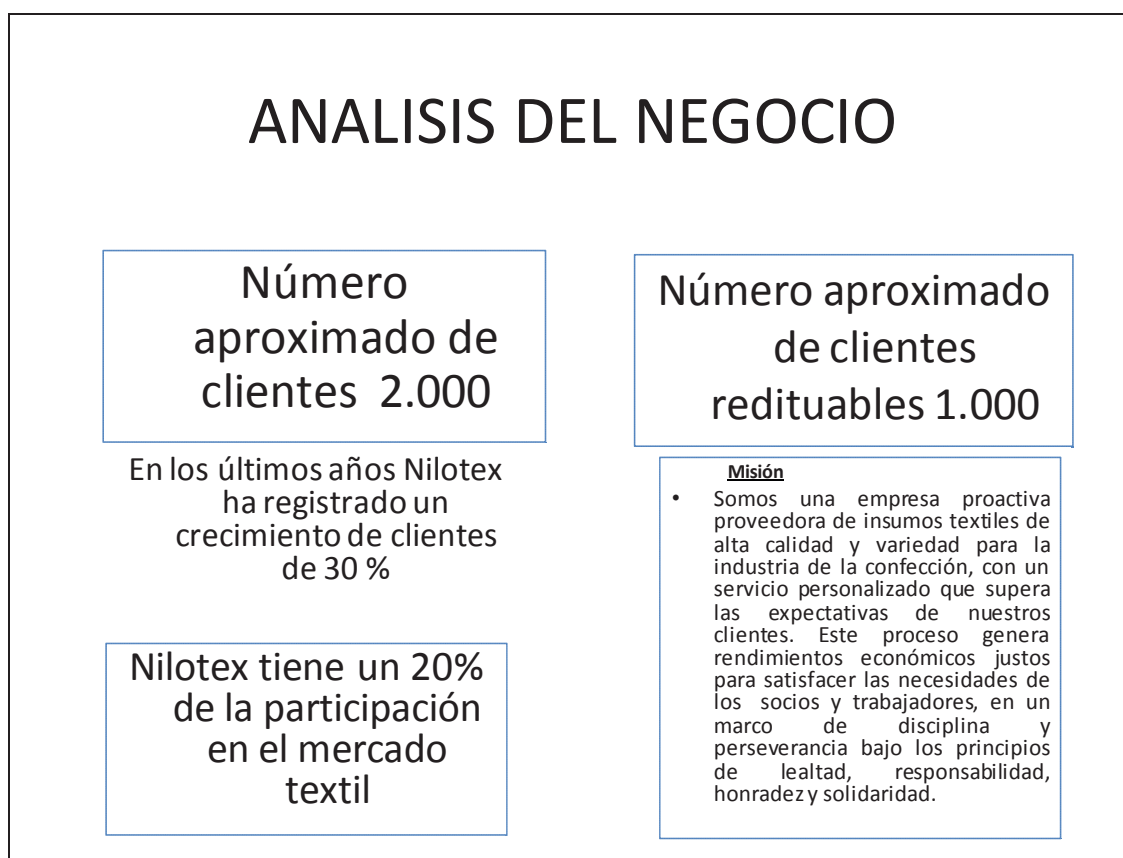 ANALISIS DEL NEGOCIO
Número
aproximado de
clientes 2.000
En los últimos años Nilotex
ha registrado un
crecimiento de clientes
de 30 %
Nilotex tiene un 20%
de la participación
en el mercado
textil
Número aproximado
de clientes
redituables 1.000
Misión
• Somos una empresa proactiva
proveedora de insumos textiles de
alta calidad y variedad para la
industria de la confección, con un
servicio personalizado que supera
las expectativas de nuestros
clientes. Este proceso genera
rendimientos económicos justos
para satisfacer las necesidades de
los socios y trabajadores, en un
marco de disciplina y
perseverancia bajo los principios
de lealtad, responsabilidad,
honradez y solidaridad.